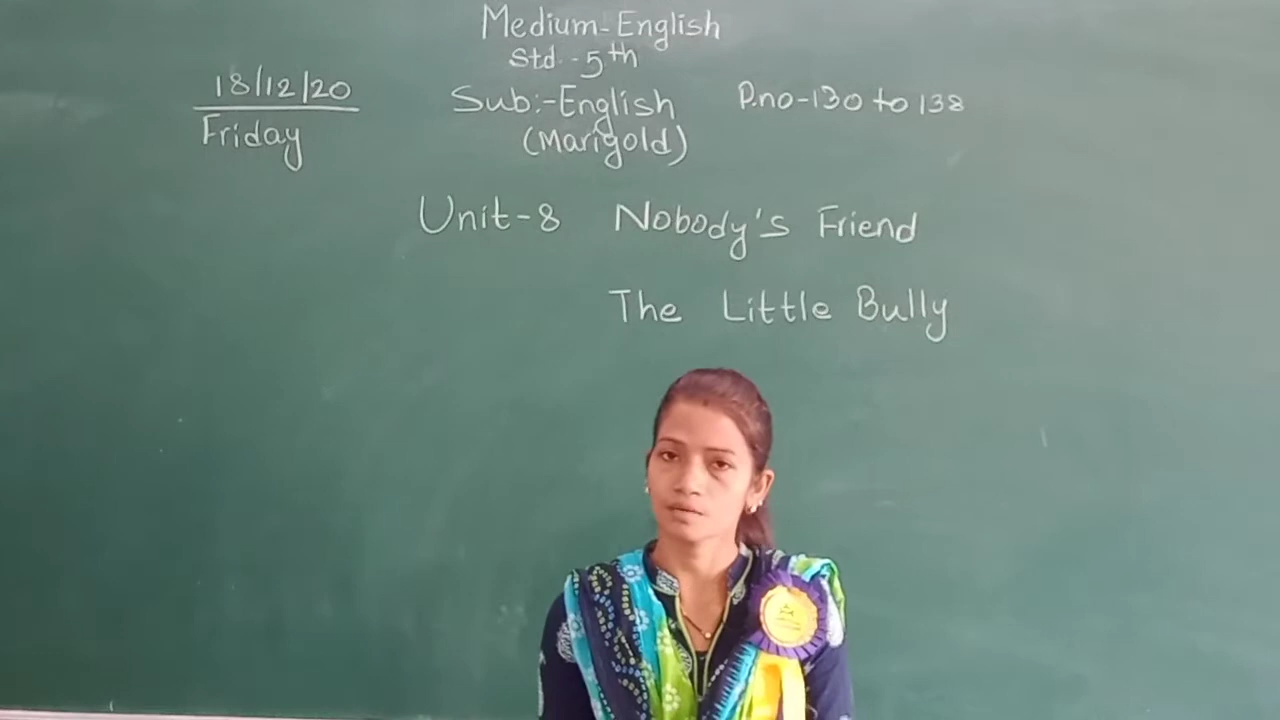 Medium-English
Std.-5th
18/12/20
Friday
Sub:-English
(Marigold)
P.no-130 to 138
Unit-8 Nobody's Friend
The Little Bully